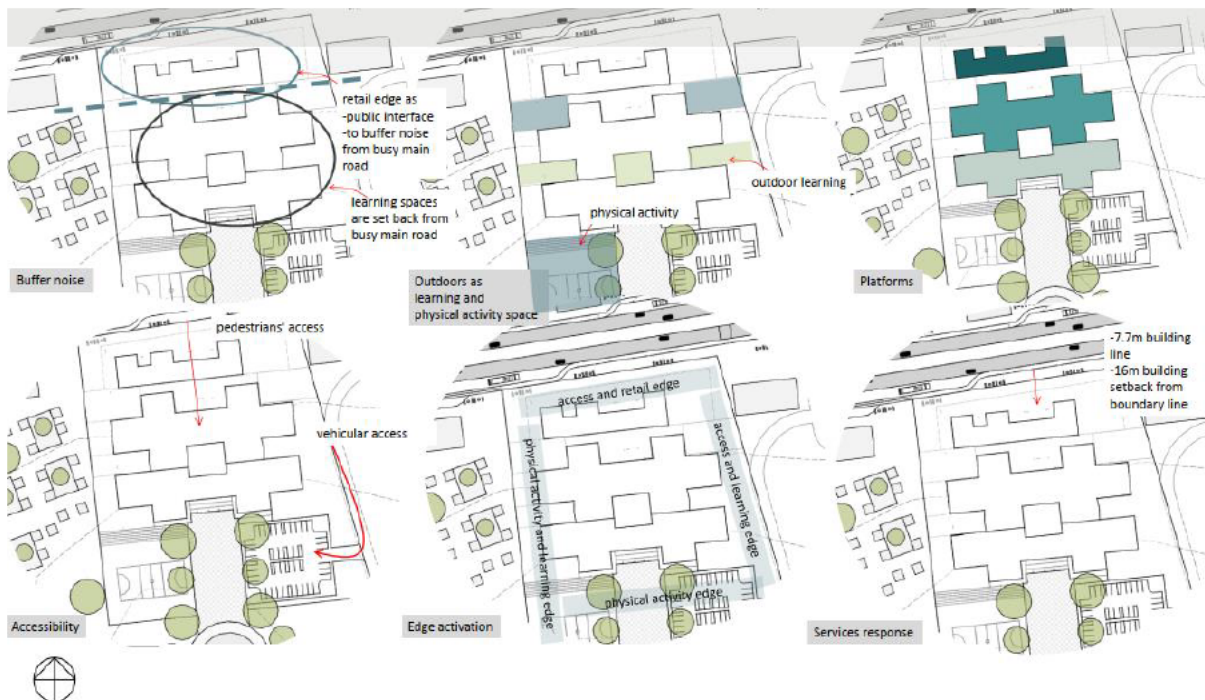 retail edge as
-public interface
-to buffer noise
from busy main
road
learning spaces
are set back from
busy main road
Buffer noise
outdoor learning
physical activity
Outdoors as
learning and
physical activity space
Platforms
pedestrians' access
vehicular access
Accessibility
access and retail edge
physical activity and learning edge
access and learning edge
physical activity edge
Edge activation
-7.7m building
line
-16m building
setback from
boundary line
Services response